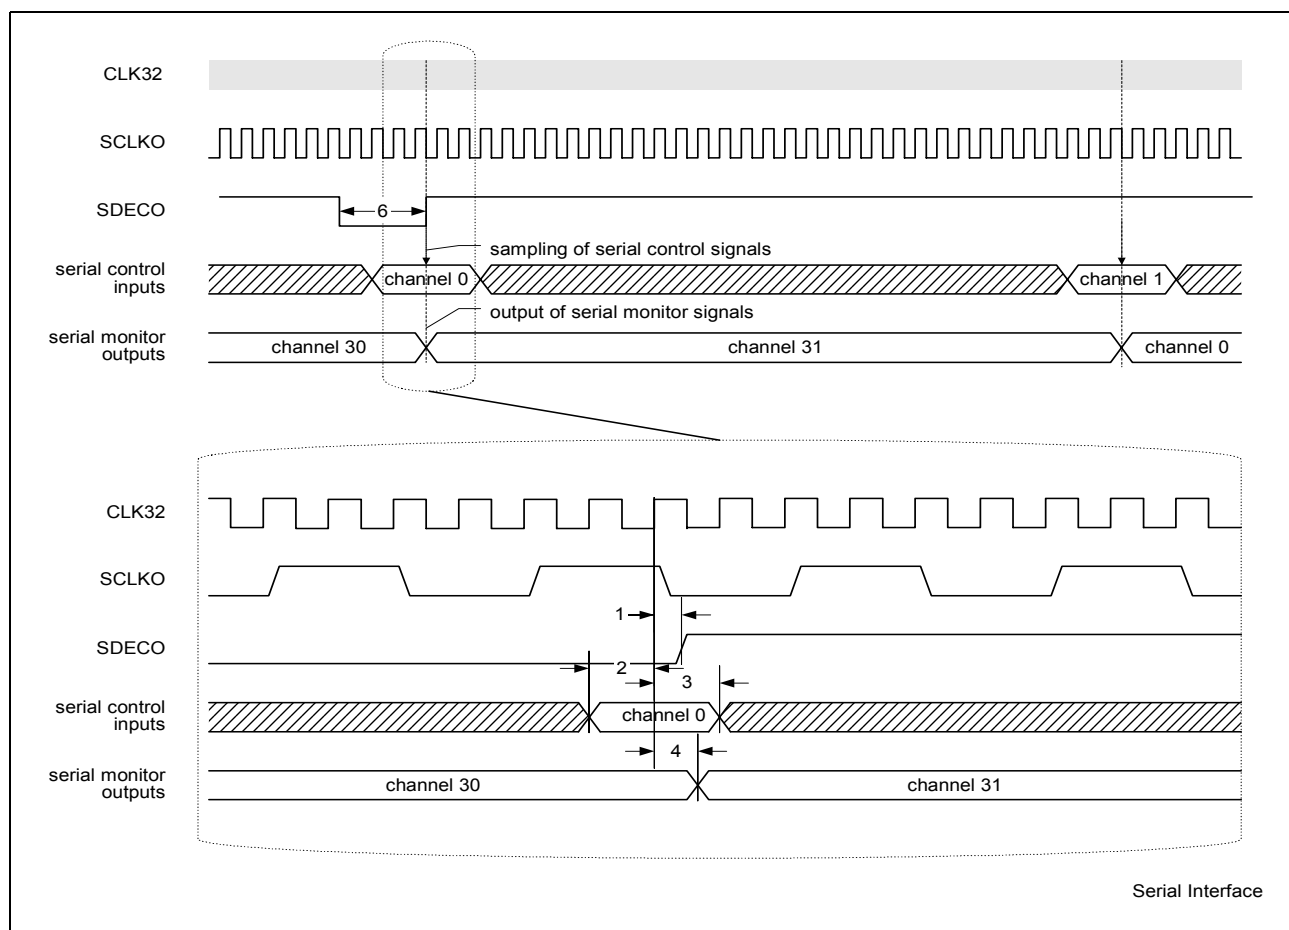 CLK32
SCLKO
SDECO
6
sampling of serial control signals
serial control
inputs
channel 0
channel 1
output of serial monitor signals
serial monitor
outputs
channel 30
channel 31
channel 0
CLK32
SCLKO
1
SDECO
2
3
serial control
inputs
channel 0
4
serial monitor
outputs
channel 30
channel 31
Serial Interface